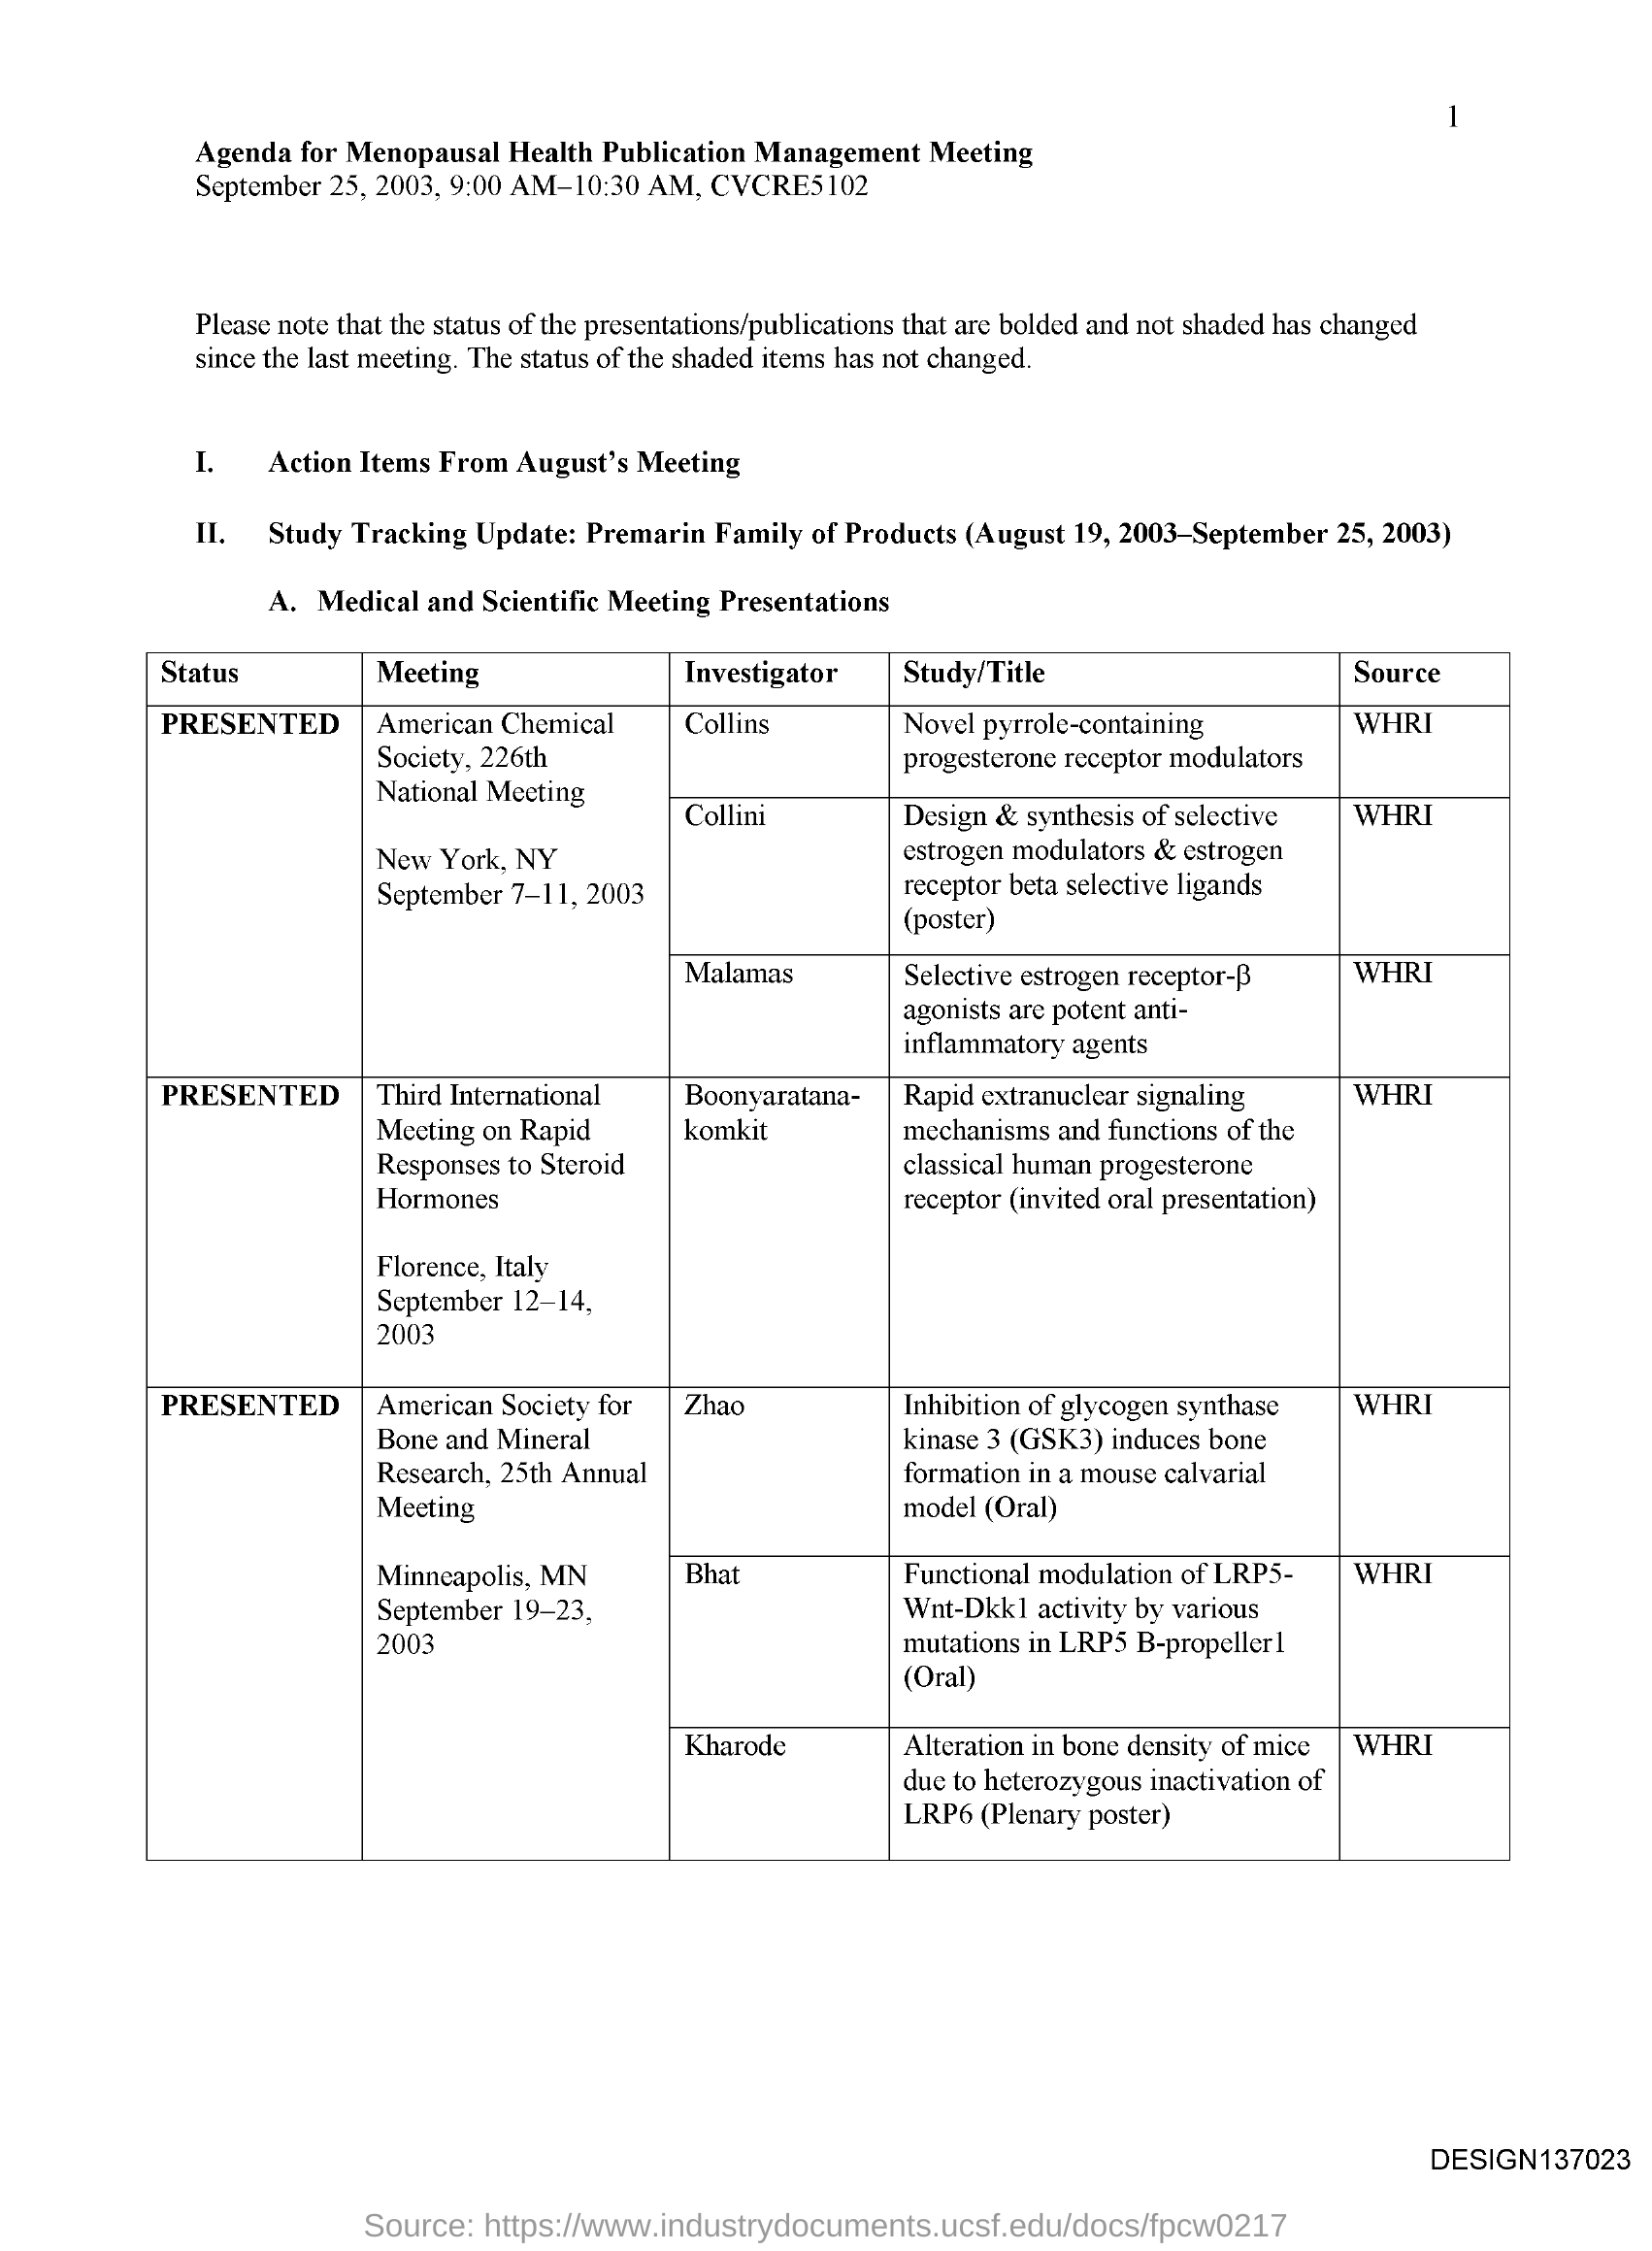 1
Agenda for Menopausal Health Publication Management Meeting
September 25, 2003, 9:00 AM–10:30 AM, CVCRE5102
Please note that the status of the presentations/publications that are bolded and not shaded has changed
since the last meeting. The status of the shaded items has not changed.
I. Action Items From August's Meeting
II. Study Tracking Update: Premarin Family of Products (August 19, 2003–September 25, 2003)
A. Medical and Scientific Meeting Presentations
Status Meeting Investigator Study/Title Source
PRESENTED
American Chemical
Society, 226th
National Meeting
New York, NY
September 7–11, 2003
Collins
Novel pyrrole-containing
progesterone receptor modulators
WHRI
Collini
Design & synthesis of selective
estrogen modulators & estrogen
receptor beta selective ligands
(poster)
WHRI
Malamas
Selective estrogen receptor-β
agonists are potent anti-
inflammatory agents
WHRI
PRESENTED
Third International
Meeting on Rapid
Responses to Steroid
Hormones
Florence, Italy
September 12–14,
2003
Boonyaratana-
komkit
Rapid extranuclear signaling
mechanisms and functions of the
classical human progesterone
receptor (invited oral presentation)
WHRI
PRESENTED
American Society for
Bone and Mineral
Research, 25th Annual
Meeting
Minneapolis, MN
September 19–23,
2003
Zhao
Inhibition of glycogen synthase
kinase 3 (GSK3) induces bone
formation in a mouse calvarial
model (Oral)
WHRI
Bhat
Functional modulation of LRP5-
Wnt-Dkk1 activity by various
mutations in LRP5 B-propeller1
(Oral)
WHRI
Kharode
Alteration in bone density of mice
due to heterozygous inactivation of
LRP6 (Plenary poster)
WHRI
DESIGN137023
Source: https://www.industrydocuments.ucsf.edu/docs/fpcw0217